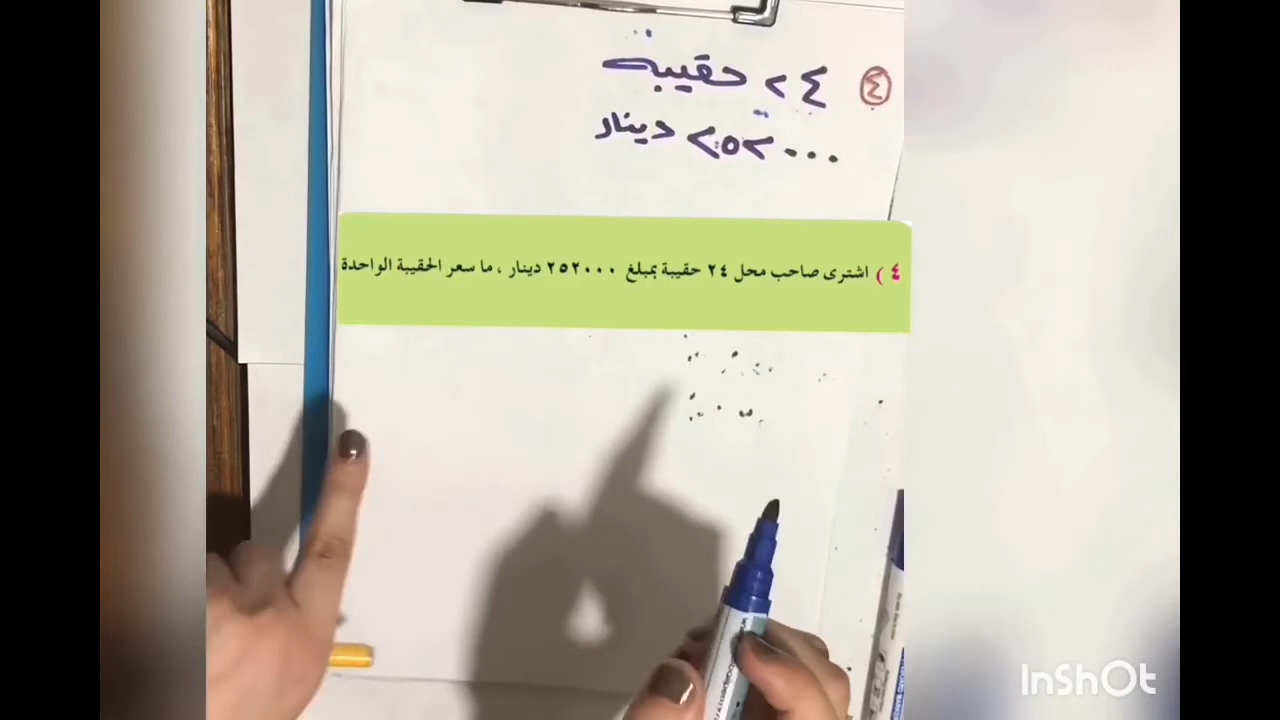 ٤ ٢٤ حقيبة
٢٥٢٠٠٠ دينار
٤ ) اشترى صاحب محل ٢٤ حقيبة بمبلغ ٢٥٢٠٠٠ دينار ، ما سعر الحقيبة الواحدة
InShOt